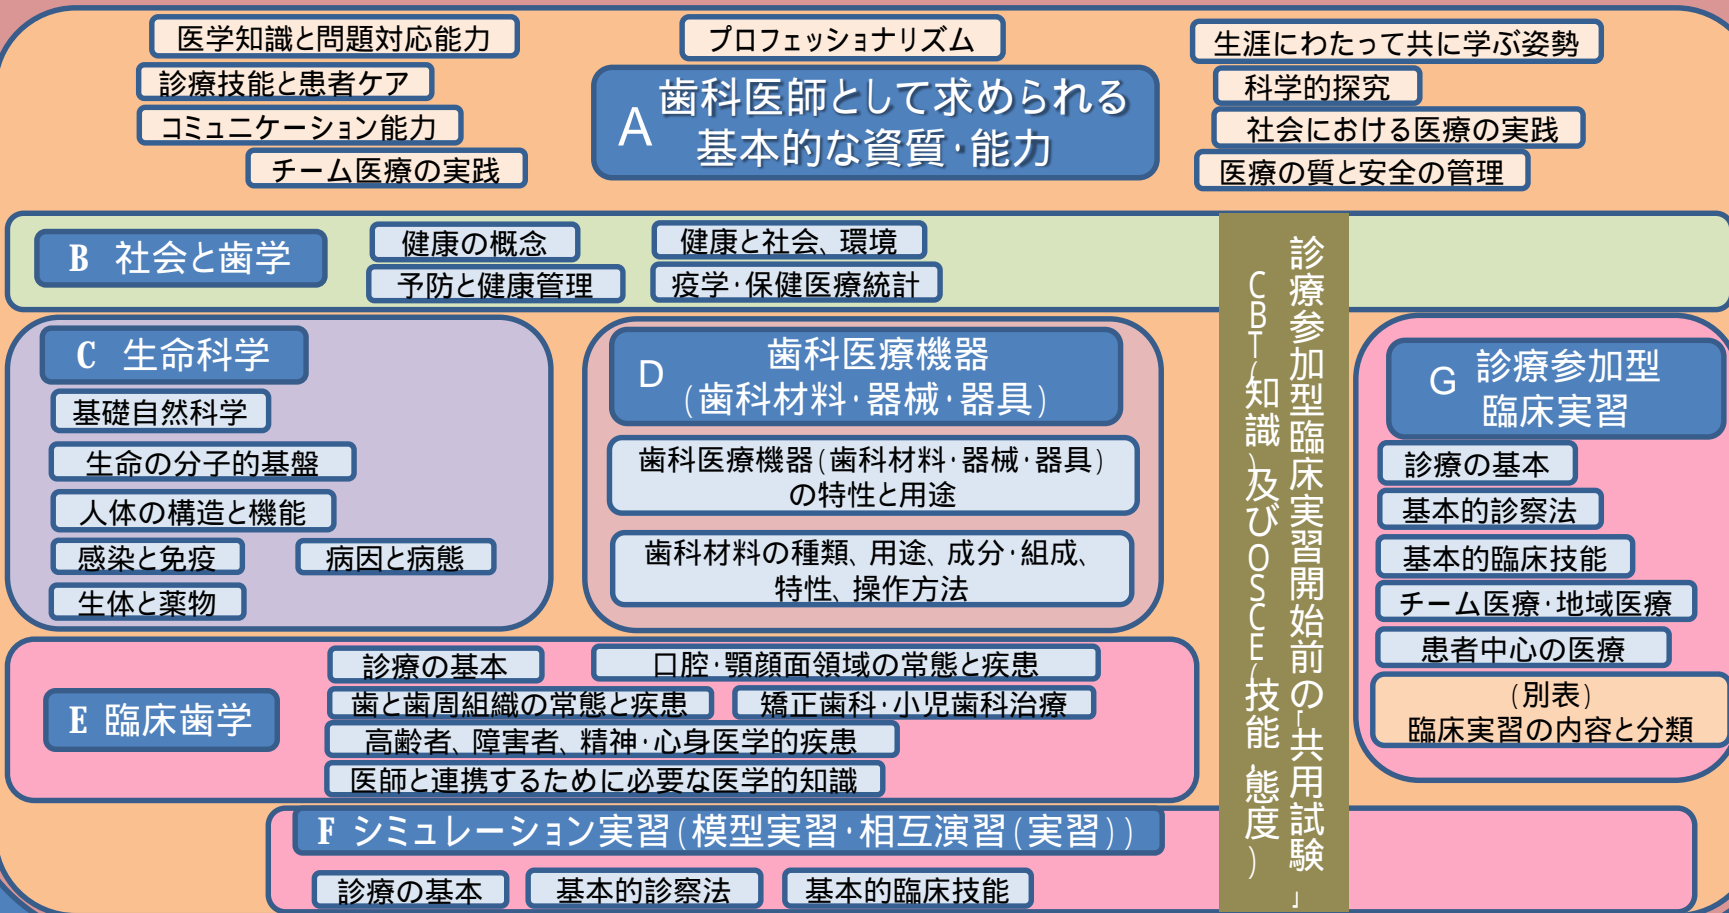 医学知識と問題対応能力
診療技能と患者ケア
コミュニケーション能力
チーム医療の実践
プロフェッショナリズム
A 歯科医師として求められる
基本的な資質・能力
生涯にわたって共に学ぶ姿勢
科学的探究
社会における医療の実践
医療の質と安全の管理
B 社会と歯学
健康の概念
健康と社会、環境
予防と健康管理
疫学・保健医療統計
C 生命科学
基礎自然科学
生命の分子的基盤
人体の構造と機能
感染と免疫
病因と病態
生体と薬物
D 歯科医療機器
(歯科材料・器械・器具)
歯科医療機器(歯科材料・器械・器具)
の特性と用途
歯科材料の種類、用途、成分・組成、
特性、操作方法
E 臨床歯学
診療の基本
口腔・顎顔面領域の常態と疾患
歯と歯周組織の常態と疾患
矯正歯科・小児歯科治療
高齢者、障害者、精神・心身医学的疾患
医師と連携するために必要な医学的知識
F シミュレーション実習(模型実習・相互演習(実習))
診療の基本
基本的診察法
基本的臨床技能
診療参加型臨床実習開始前の「共用試験」
CBT(知識)及びOSCE(技能・態度)
G 診療参加型
臨床実習
診療の基本
基本的診察法
基本的臨床技能
チーム医療・地域医療
患者中心の医療
(別表)
臨床実習の内容と分類